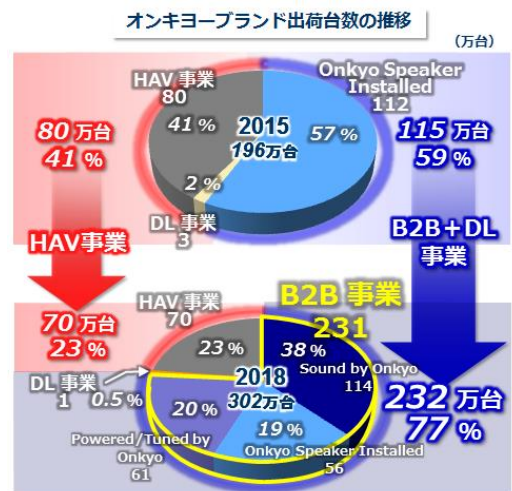 オンキヨーブランド出荷台数の推移
(万台)
HAV 事業
80
41 %
Onkyo Speaker
Installed
112
57 %
2015
196万台
2 %
DL 事業
3
80 万台
41 %
115 万台
59 %
HAV事業
B2B+DL
事業
70 万台
23 %
HAV 事業
70
23 %
B2B 事業
231
38 %
Sound by Onkyo
114
2018
302万台
DL 事業
1
0.5 %
20 %
Powered/Tuned by
Onkyo
61
19 %
Onkyo Speaker Installed
56
232 万台
77 %